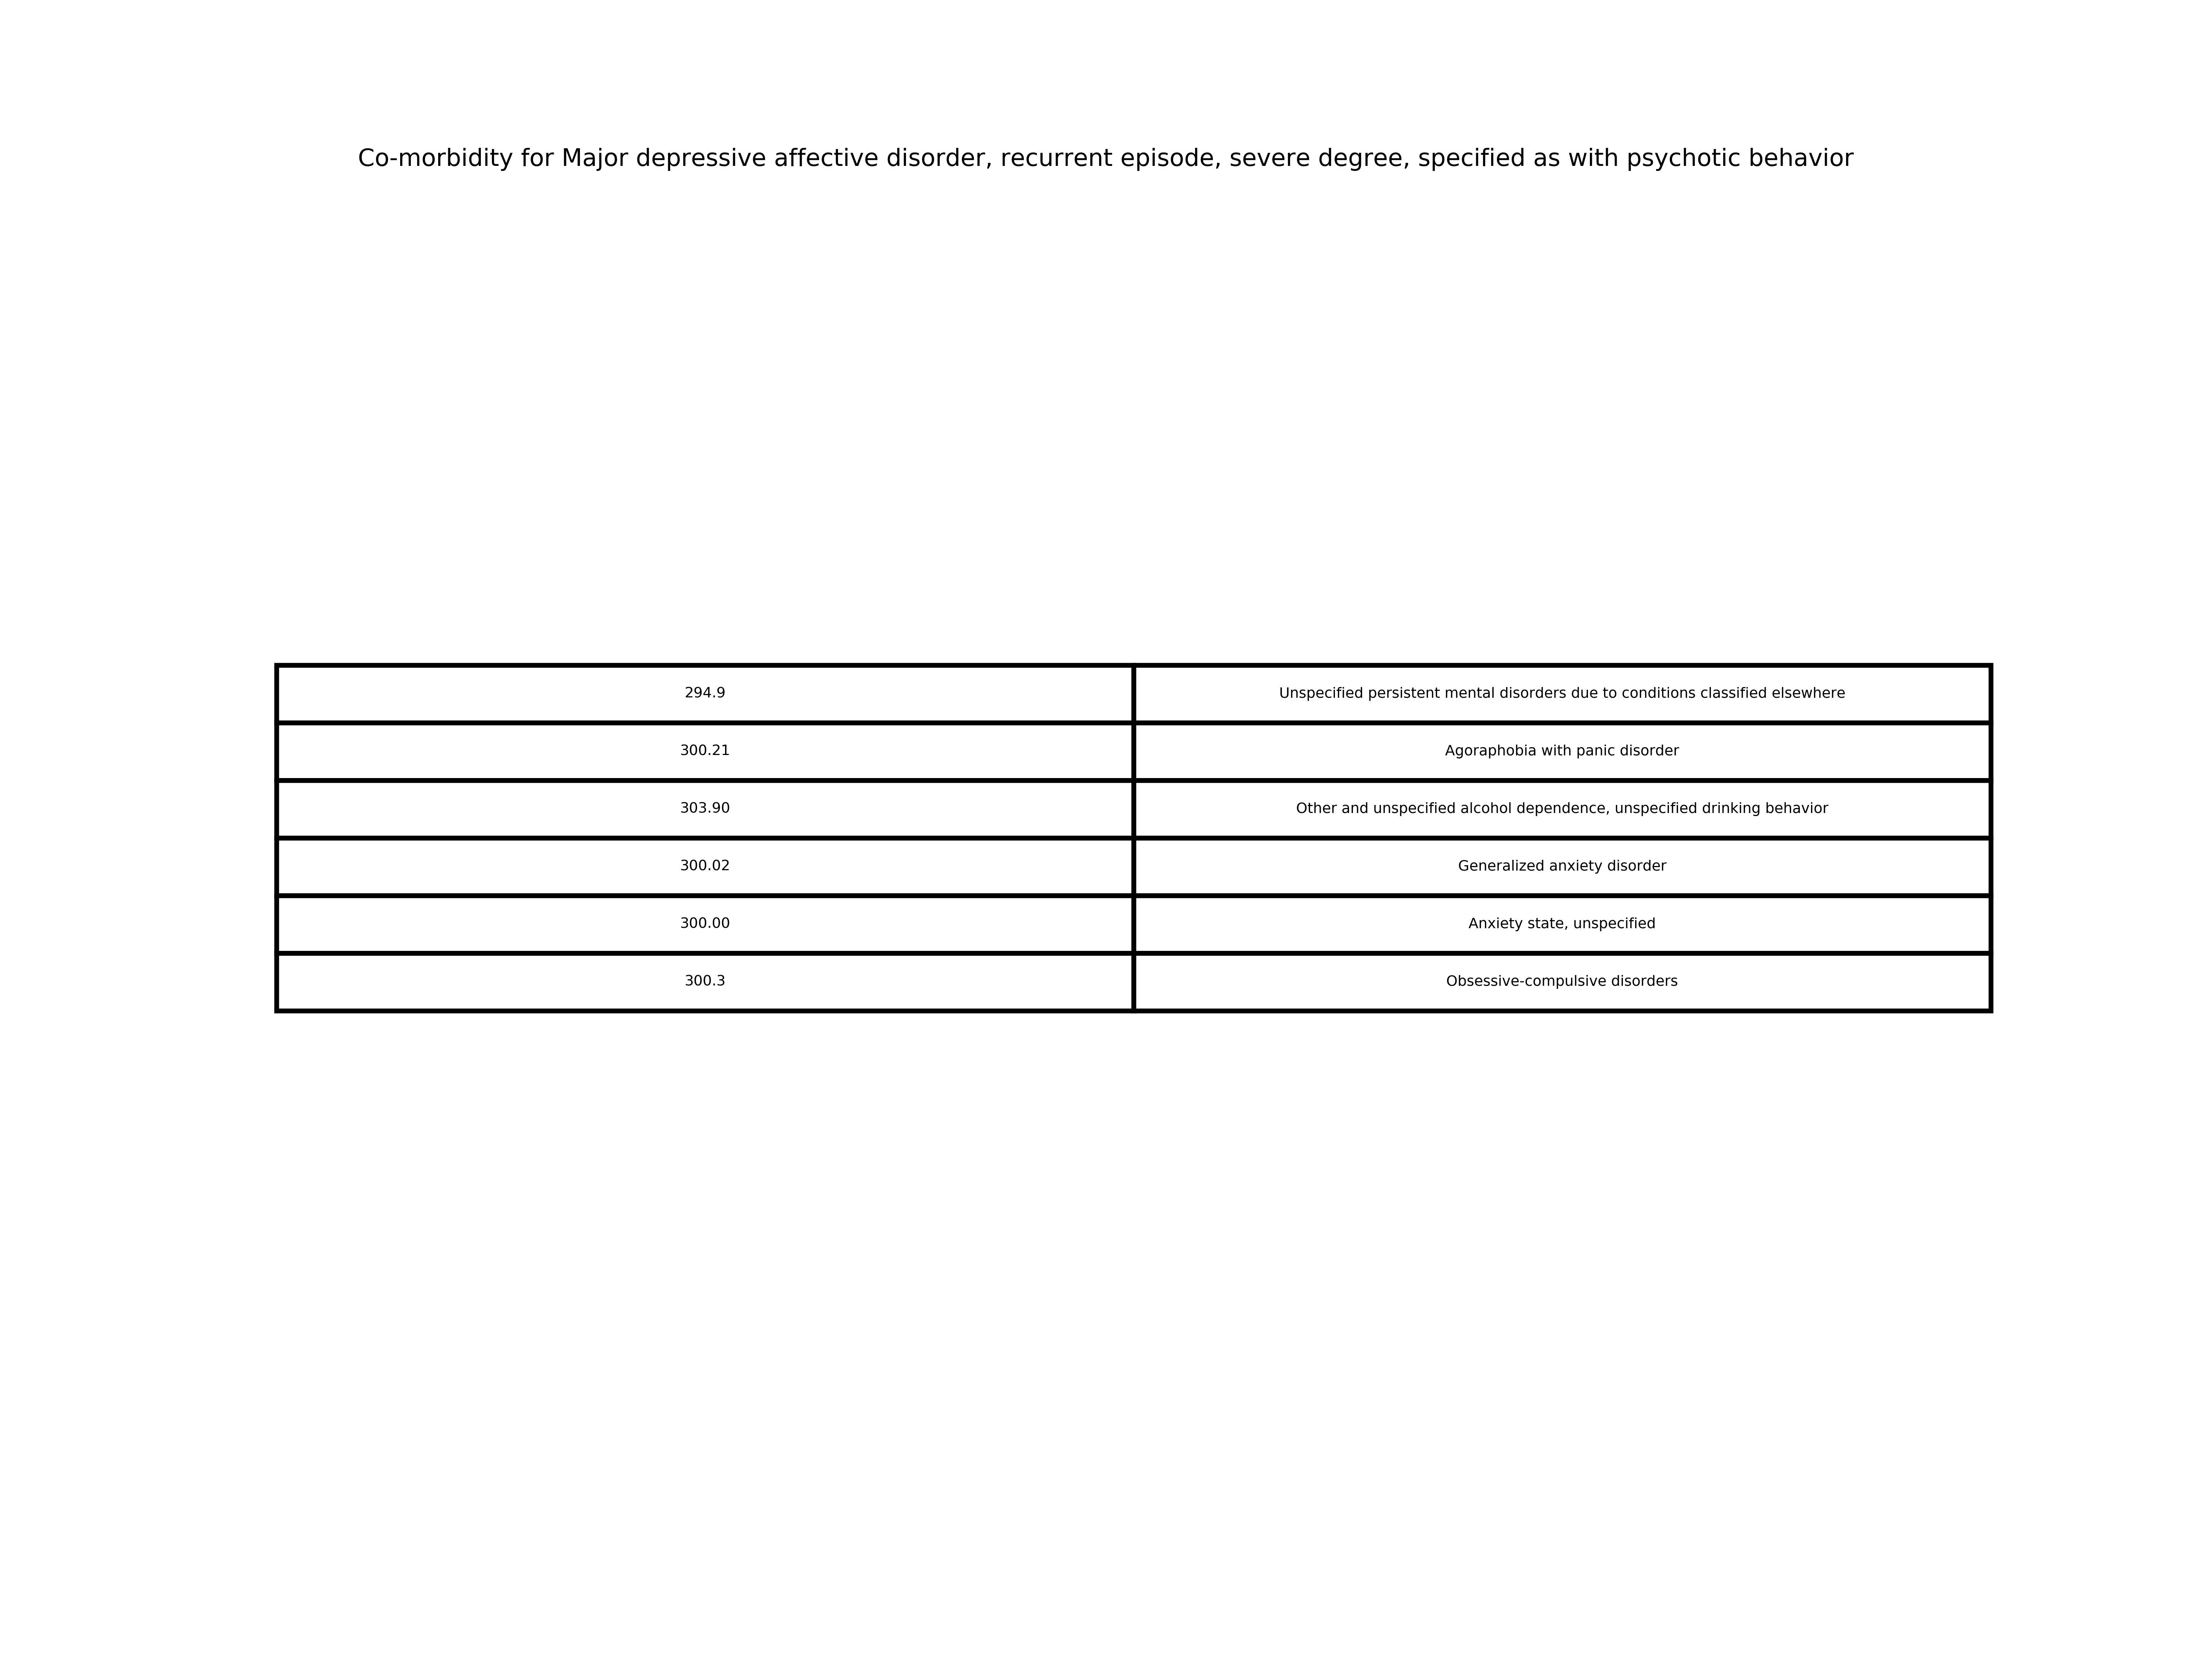 Co-morbidity for Major depressive affective disorder, recurrent episode, severe degree, specified as with psychotic behavior
294.9 Unspecified persistent mental disorders due to conditions classified elsewhere
300.21 Agoraphobia with panic disorder
303.90 Other and unspecified alcohol dependence, unspecified drinking behavior
300.02 Generalized anxiety disorder
300.00 Anxiety state, unspecified
300.3 Obsessive-compulsive disorders